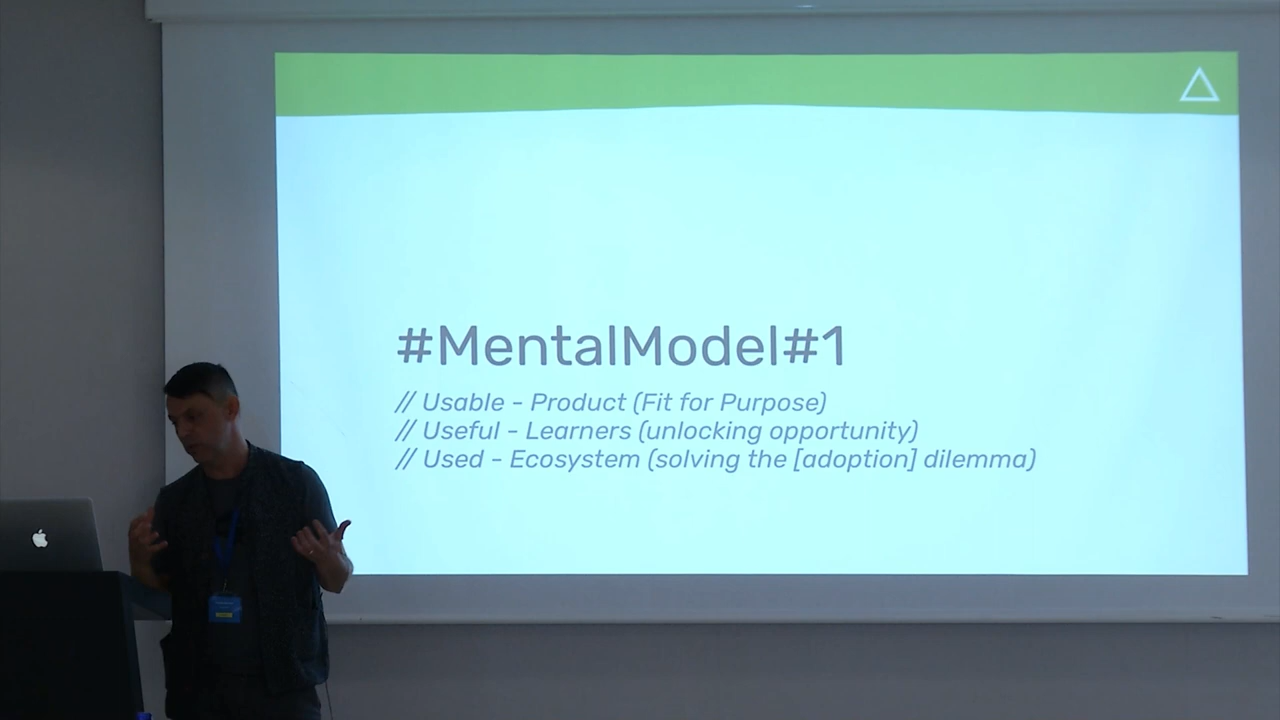 #MentalModel#1
// Usable - Product (Fit for Purpose)
// Useful - Learners (unlocking opportunity)
// Used - Ecosystem (solving the [adoption] dilemma)